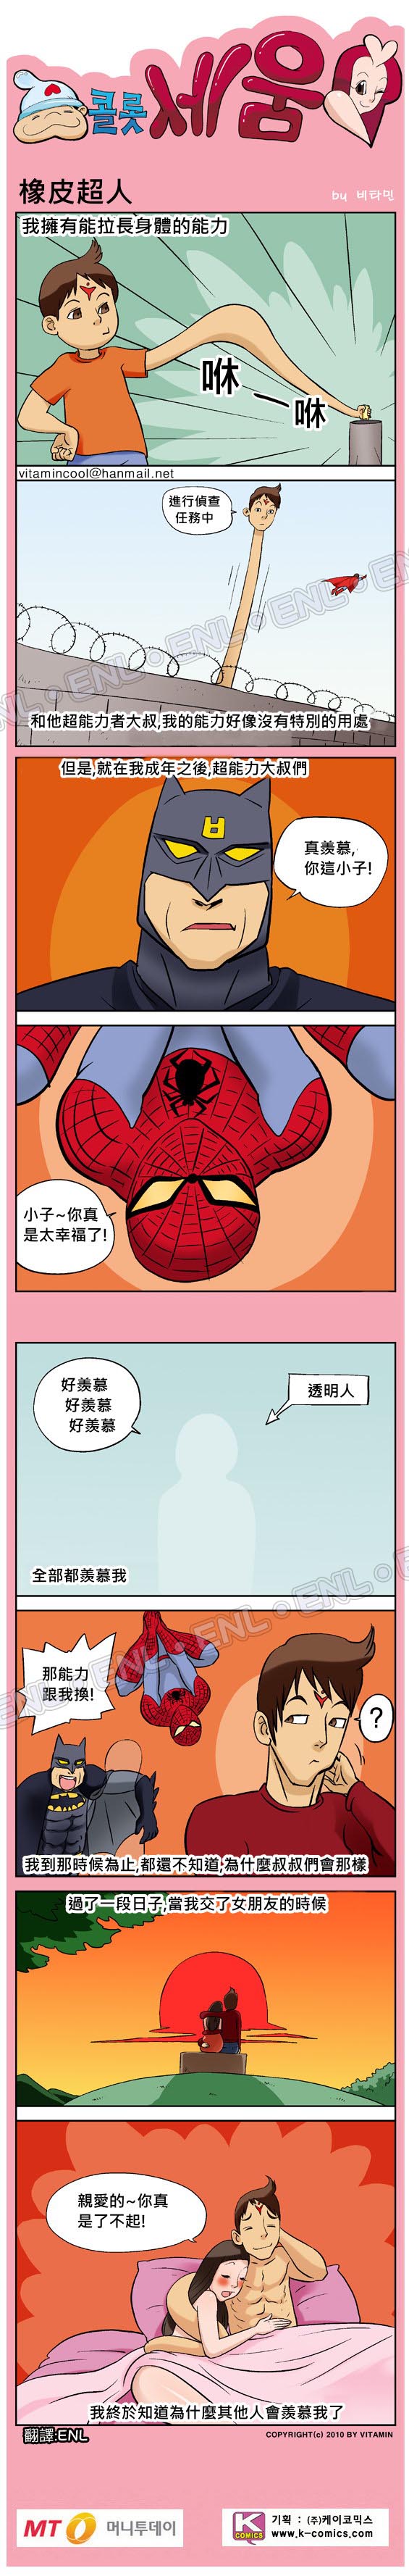 콜롯
세움
橡皮超人
by 비타민
我擁有能拉長身體的能力
咻
咻
vitamincool@hanmail.net
進行偵查
任務中
ENL · ENL · ENL · ENL
和他超能力者大叔,我的能力好像沒有特別的用處
但是,就在我成年之後,超能力大叔們
真羨慕,
你這小子!
小子~你真
是太幸福了!
好羨慕
好羨慕
好羨慕
透明人
全部都羨慕我
ENL · ENL · ENL · ENL
那能力
跟我換!
?
我到那時候為止,都還不知道,為什麼叔叔們會那樣
過了一段日子,當我交了女朋友的時候
親愛的~你真
是了不起!
我終於知道為什麼其他人會羨慕我了
翻譯:ENL
COPYRIGHT(c) 2010 BY VITAMIN
MT 머니투데이
K COMICS
기획 : (주)케이코믹스
www.k-comics.com